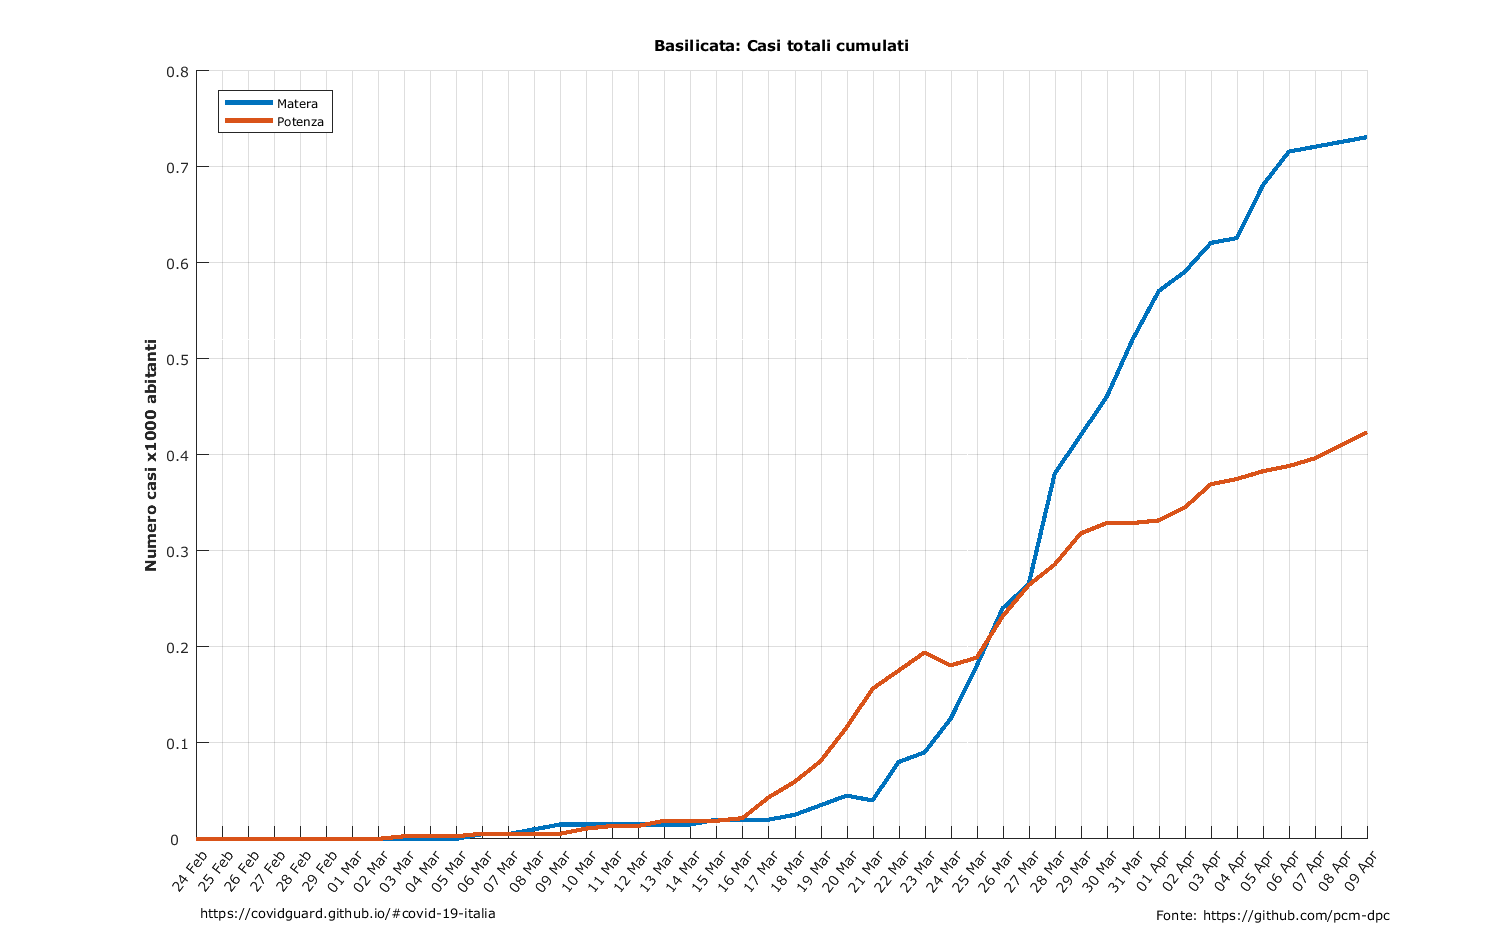 Basilicata: Casi totali cumulati
Matera
Potenza
Numero casi x1000 abitanti
0.8
0.7
0.6
0.5
0.4
0.3
0.2
0.1
0
24 Feb
25 Feb
26 Feb
27 Feb
28 Feb
29 Feb
01 Mar
02 Mar
03 Mar
04 Mar
05 Mar
06 Mar
07 Mar
08 Mar
09 Mar
10 Mar
11 Mar
12 Mar
13 Mar
14 Mar
15 Mar
16 Mar
17 Mar
18 Mar
19 Mar
20 Mar
21 Mar
22 Mar
23 Mar
24 Mar
25 Mar
26 Mar
27 Mar
28 Mar
29 Mar
30 Mar
31 Mar
01 Apr
02 Apr
03 Apr
04 Apr
05 Apr
06 Apr
07 Apr
08 Apr
09 Apr
https://covidguard.github.io/#covid-19-italia
Fonte: https://github.com/pcm-dpc